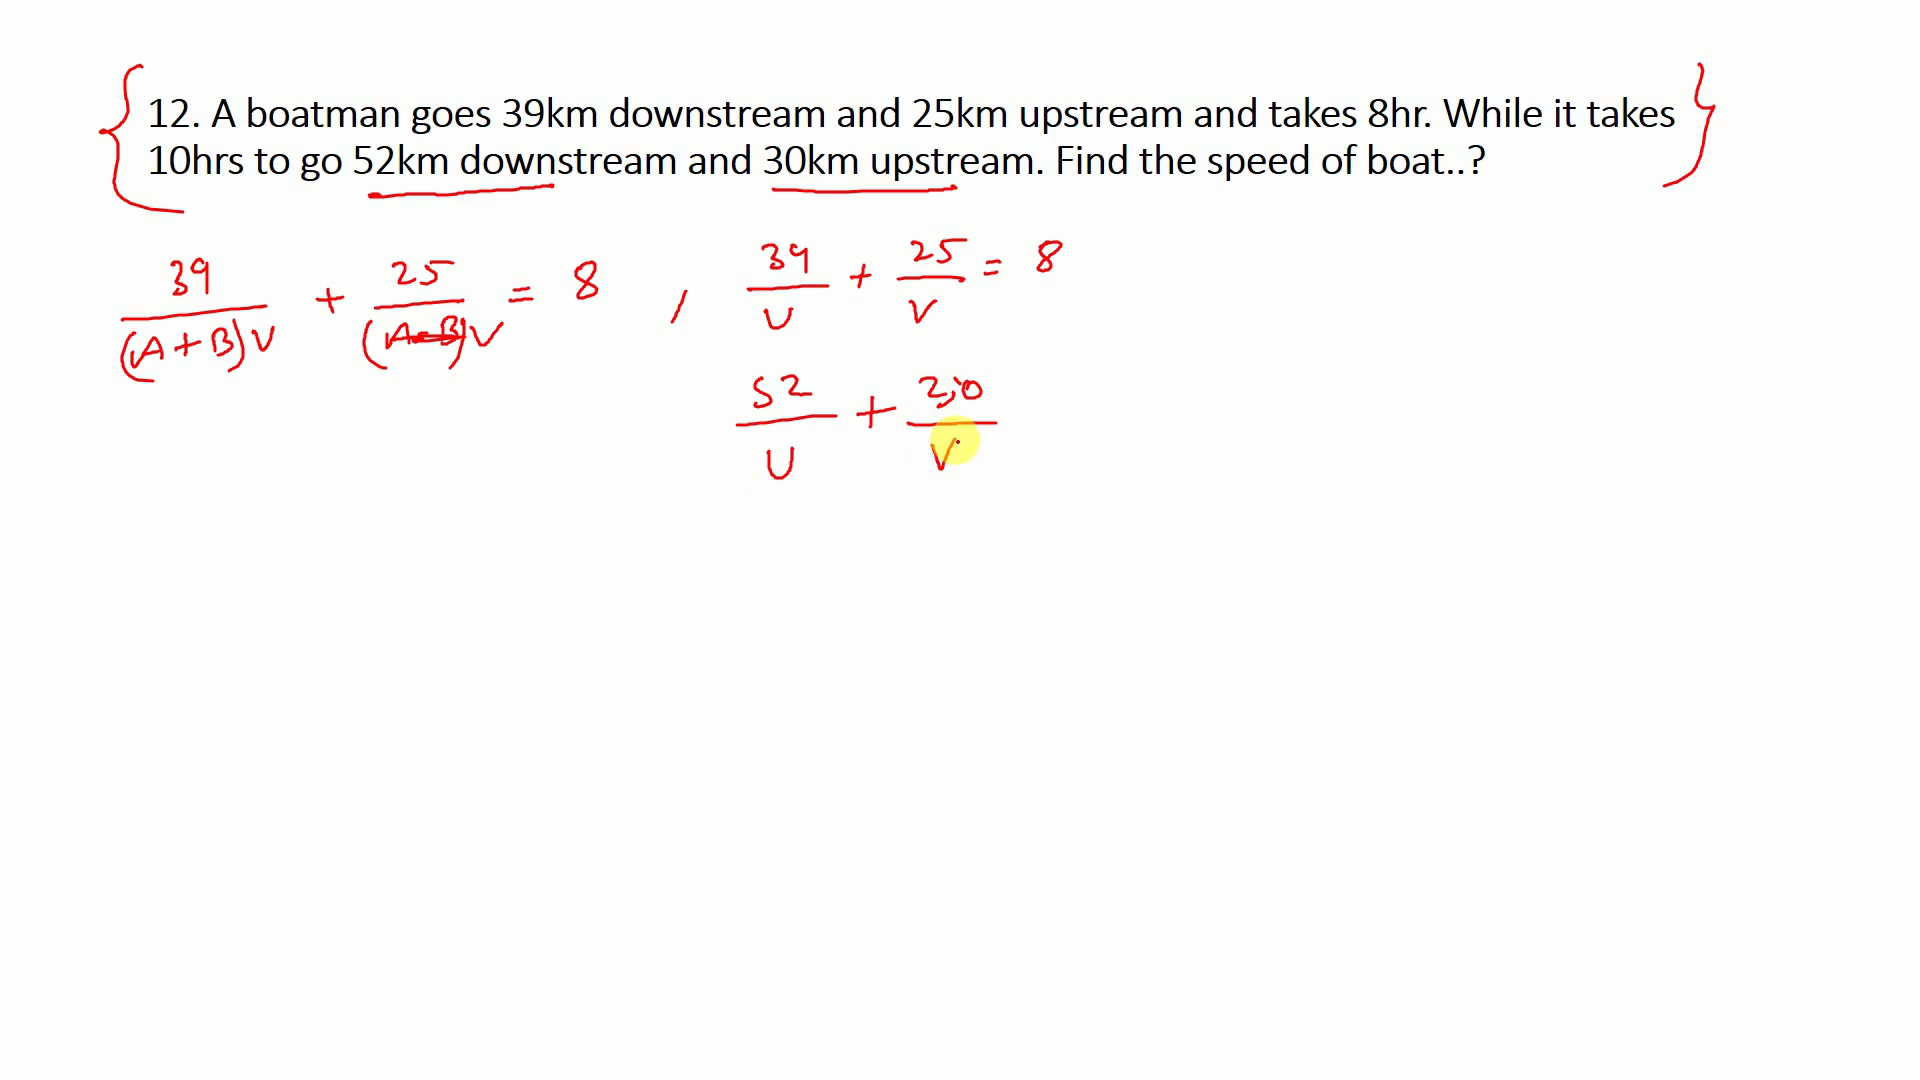 12. A boatman goes 39km downstream and 25km upstream and takes 8hr. While it takes
10hrs to go 52km downstream and 30km upstream. Find the speed of boat..?
39/(A+B)U + 25/(A-B)V = 8 , 39/U + 25/V = 8
52/U + 30/V